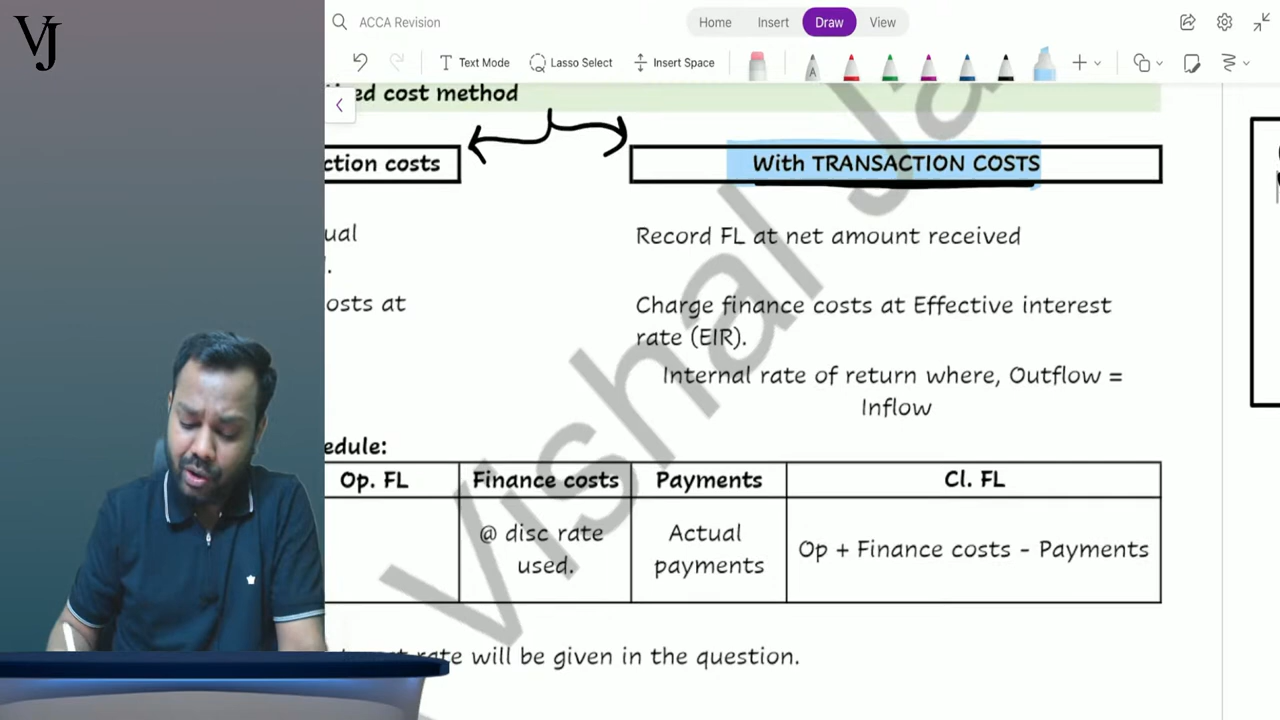 VJ
ACCA Revision
Home Insert Draw View
Text Mode Lasso Select Insert Space
cost method
ction costs
With TRANSACTION COSTS
ual
Record FL at net amount received
osts at
Charge finance costs at Effective interest
rate (EIR).
Internal rate of return where, Outflow =
Inflow
edule:
Op. FL Finance costs Payments Cl. FL
@ disc rate
used.
Actual
payments
Op + Finance costs - Payments
rate will be given in the question.
Vishal Ja